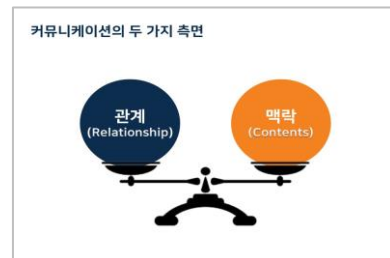 커뮤니케이션의 두 가지 측면
관계
(Relationship)
맥락
(Contents)